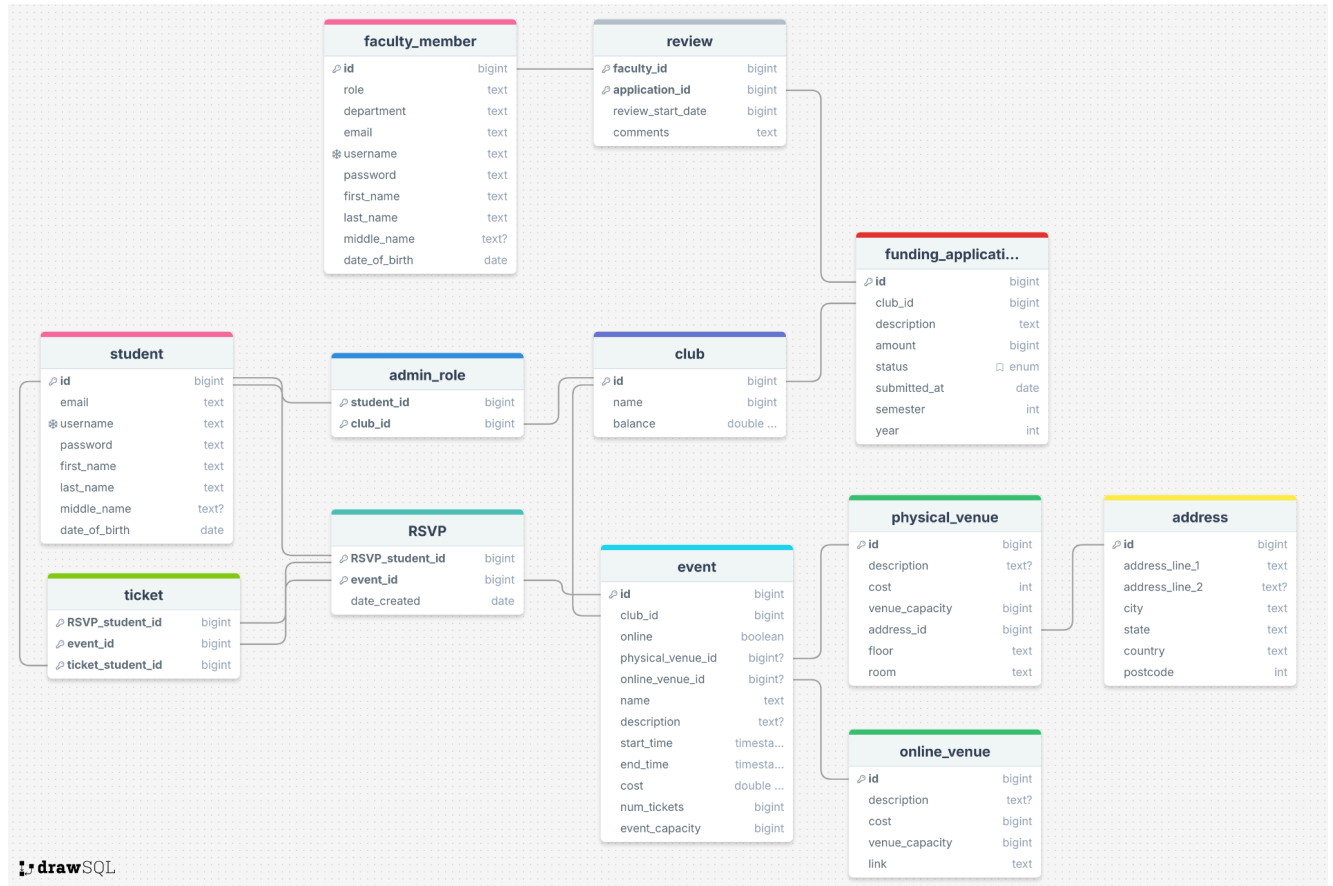 faculty_member
id bigint
role text
department text
email text
username text
password text
first_name text
last_name text
middle_name text?
date_of_birth date
review
faculty_id bigint
application_id bigint
review_start_date bigint
comments text
funding_applicati...
id bigint
club_id bigint
description text
amount bigint
status enum
submitted_at date
semester int
year int
student
id bigint
email text
username text
password text
first_name text
last_name text
middle_name text?
date_of_birth date
admin_role
student_id bigint
club_id bigint
club
id bigint
name bigint
balance double ...
RSVP
RSVP_student_id bigint
event_id bigint
date_created date
ticket
RSVP_student_id bigint
event_id bigint
ticket_student_id bigint
event
id bigint
club_id bigint
online boolean
physical_venue_id bigint?
online_venue_id bigint?
name text
description text?
start_time timesta...
end_time timesta...
cost double ...
num_tickets bigint
event_capacity bigint
physical_venue
id bigint
description text?
cost int
venue_capacity bigint
address_id bigint
floor text
room text
address
id bigint
address_line_1 text
address_line_2 text?
city text
state text
country text
postcode int
online_venue
id bigint
description text?
cost bigint
venue_capacity bigint
link text
drawSQL